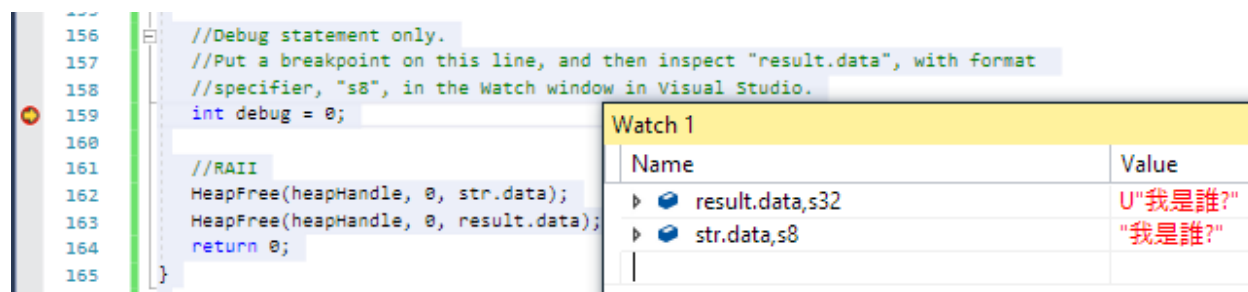 156 //Debug statement only.
157 //Put a breakpoint on this line, and then inspect "result.data", with format
158 //specifier, "s8", in the Watch window in Visual Studio.
159 int debug = 0;
160
161 //RAII
162 HeapFree(heapHandle, 0, str.data);
163 HeapFree(heapHandle, 0, result.data);
164 return 0;
165 }
Watch 1
Name Value
result.data,s32 U"我是誰?"
str.data,s8 "我是誰?"